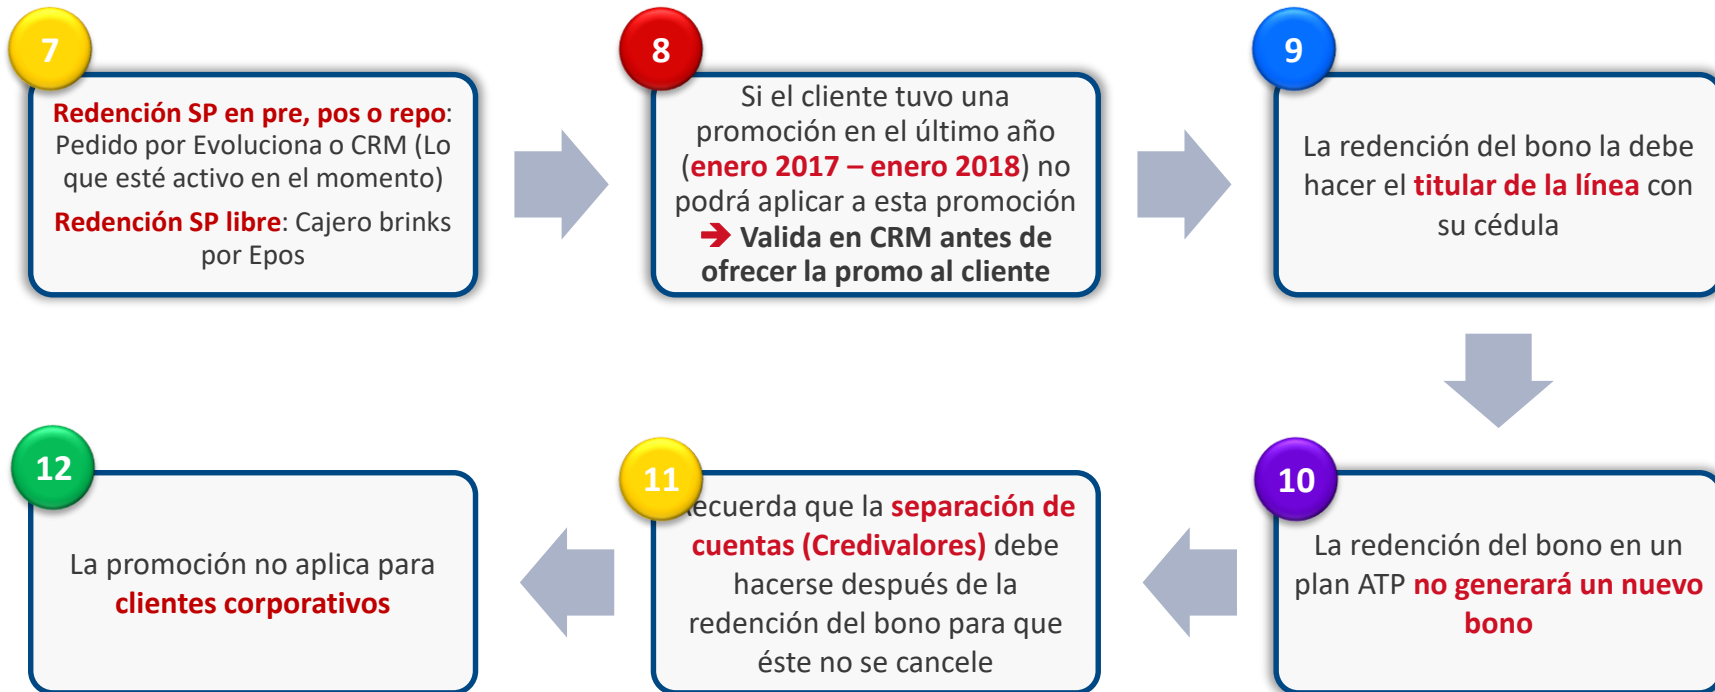 7
Redención SP en pre, pos o repo:
Pedido por Evoluciona o CRM (Lo
que esté activo en el momento)
Redención SP libre: Cajero brinks
por Epos
8
Si el cliente tuvo una
promoción en el último año
(enero 2017 – enero 2018) no
podrá aplicar a esta promoción
➔ Valida en CRM antes de
ofrecer la promo al cliente
9
La redención del bono la debe
hacer el titular de la línea con
su cédula
10
La redención del bono en un
plan ATP no generará un nuevo
bono
11
ecuerda que la separación de
cuentas (Credivalores) debe
hacerse después de la
redención del bono para que
éste no se cancele
12
La promoción no aplica para
clientes corporativos